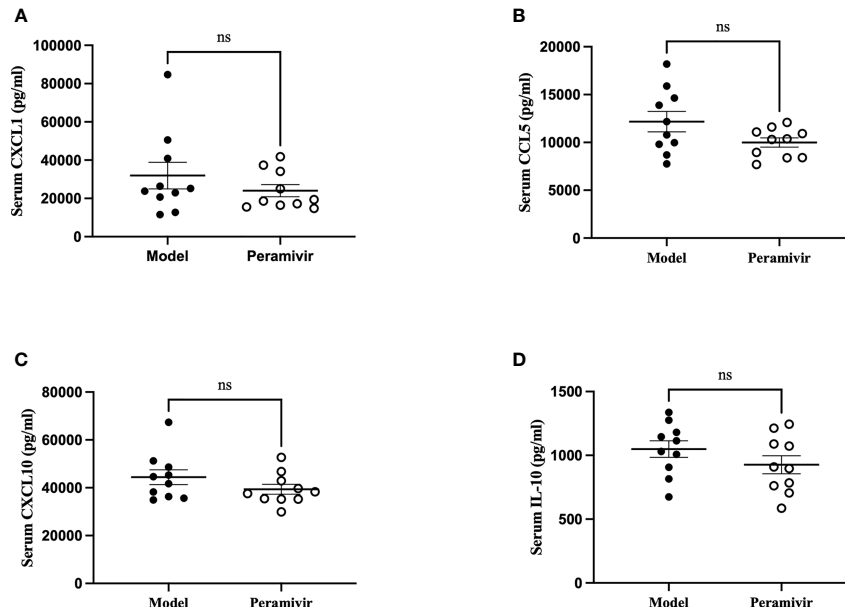 A
ns
Serum CXCL1 (pg/ml)
100000
80000
60000
40000
20000
0
Model Peramivir
B
ns
Serum CCL5 (pg/ml)
20000
15000
10000
5000
0
Model Peramivir
C
ns
Serum CXCL10 (pg/ml)
80000
60000
40000
20000
0
Model Peramivir
D
ns
Serum IL-10 (pg/ml)
1500
1000
500
0
Model Peramivir